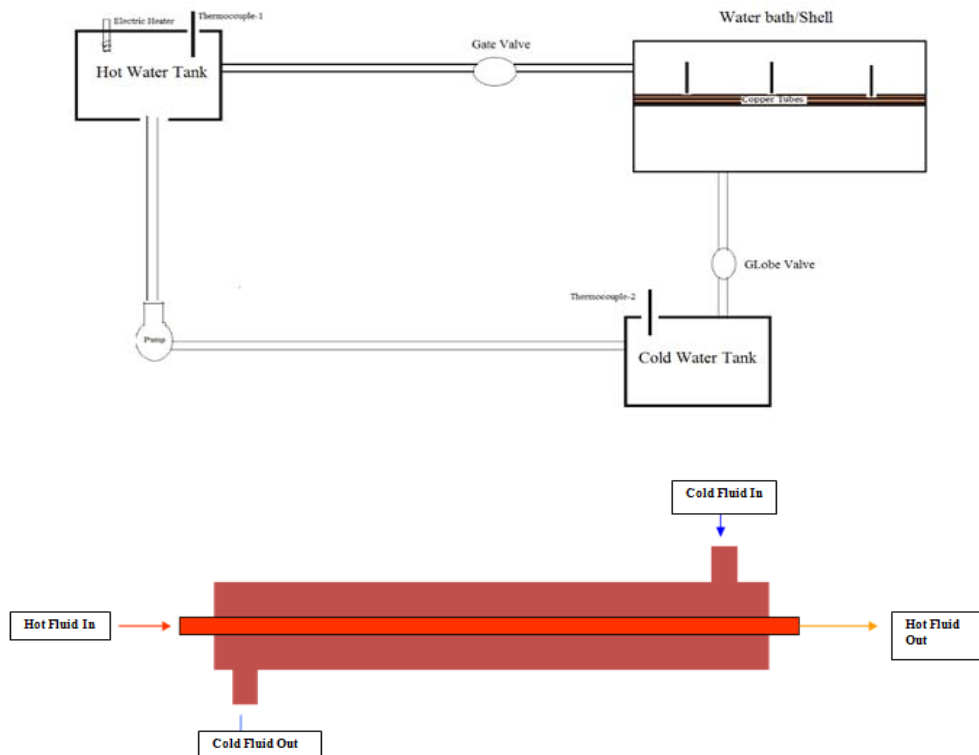 Electric Heater
Thermocouple-1
Water bath/Shell
Gate Valve
Hot Water Tank
Copper Tubes
GLobe Valve
Thermocouple-2
Pump
Cold Water Tank
Cold Fluid In
Hot Fluid In
Hot Fluid
Out
Cold Fluid Out